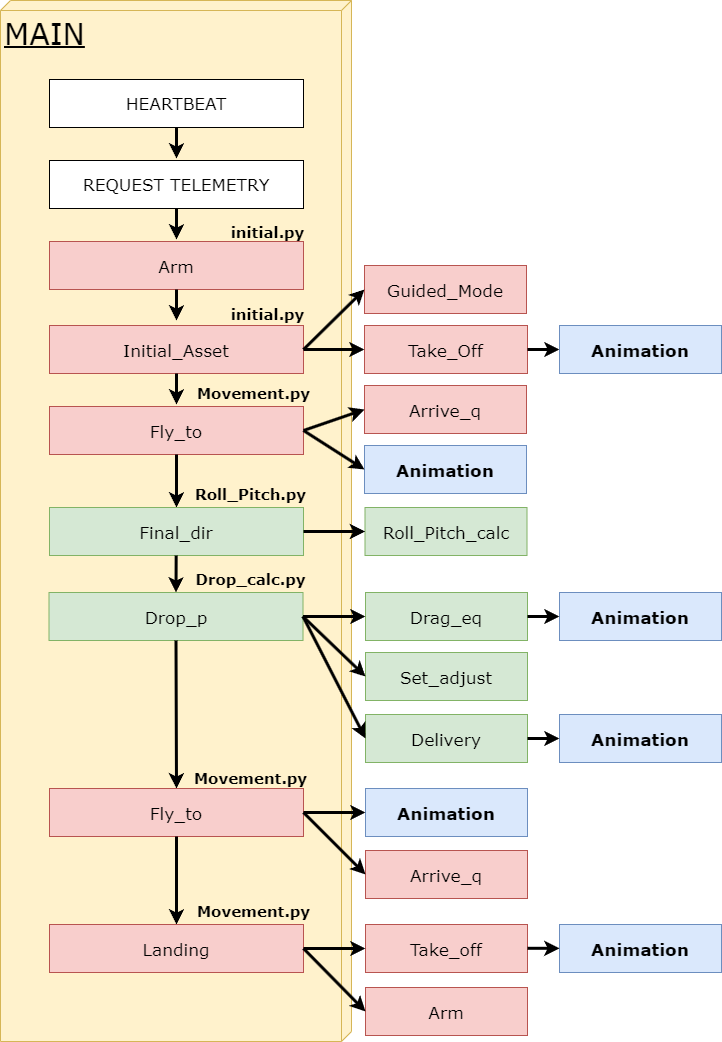 MAIN
HEARTBEAT
REQUEST TELEMETRY
initial.py
Arm
Guided_Mode
initial.py
Initial_Asset
Take_Off
Animation
Movement.py
Arrive_q
Fly_to
Animation
Roll_Pitch.py
Final_dir
Roll_Pitch_calc
Drop_calc.py
Drop_p
Drag_eq
Animation
Set_adjust
Delivery
Animation
Movement.py
Fly_to
Animation
Arrive_q
Movement.py
Landing
Take_off
Animation
Arm